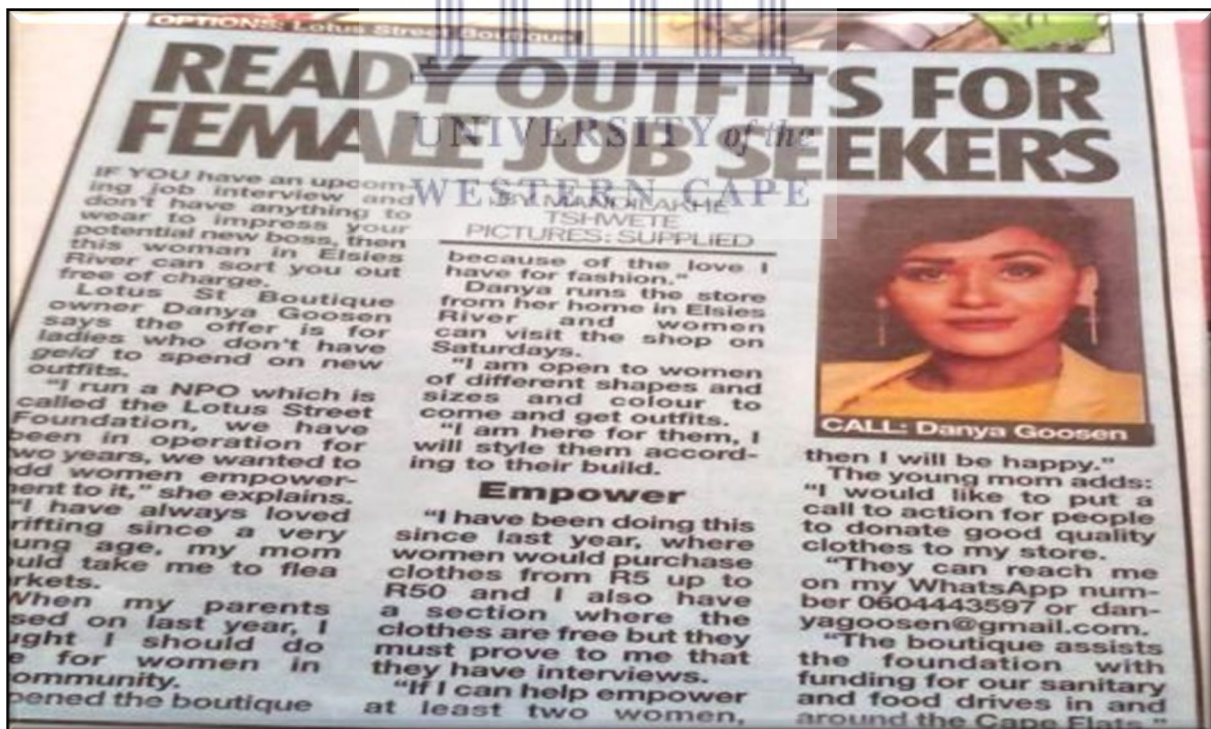 OPTIONS: Lotus Street Boutique
READY OUTFITS FOR
FEMALE JOB SEEKERS
UNIVERSITY of the
WESTERN CAPE
IF YOU have an upcom-
ing job interview and
don't have anything to
wear to impress your
potential new boss, then
this woman in Elsies
River can sort you out
free of charge.
Lotus St Boutique
owner Danya Goosen
says the offer is for
ladies who don't have
geld to spend on new
outfits.
"I run a NPO which is
called the Lotus Street
Foundation, we have
been in operation for
wo years, we wanted to
dd women empower-
ent to it," she explains.
"I have always loved
rifting since a very
ung age, my mom
uld take me to flea
rkets.
When my parents
sed on last year, I
ught I should do
e for women in
ommunity.
pened the boutique
BY MANDILAKHE
TSHWETE
PICTURES: SUPPLIED
because of the love I
have for fashion."
Danya runs the store
from her home in Elsies
River and women
can visit the shop on
Saturdays.
"I am open to women
of different shapes and
sizes and colour to
come and get outfits.
"I am here for them, I
will style them accord-
ing to their build.
Empower
"I have been doing this
since last year, where
women would purchase
clothes from R5 up to
R50 and I also have
a section where the
clothes are free but they
must prove to me that
they have interviews.
"If I can help empower
at least two women,
CALL: Danya Goosen
then I will be happy."
The young mom adds:
"I would like to put a
call to action for people
to donate good quality
clothes to my store.
"They can reach me
on my WhatsApp num-
ber 0604443597 or dan-
yagoosen@gmail.com.
"The boutique assists
the foundation with
funding for our sanitary
and food drives in and
around the Cape Flats."